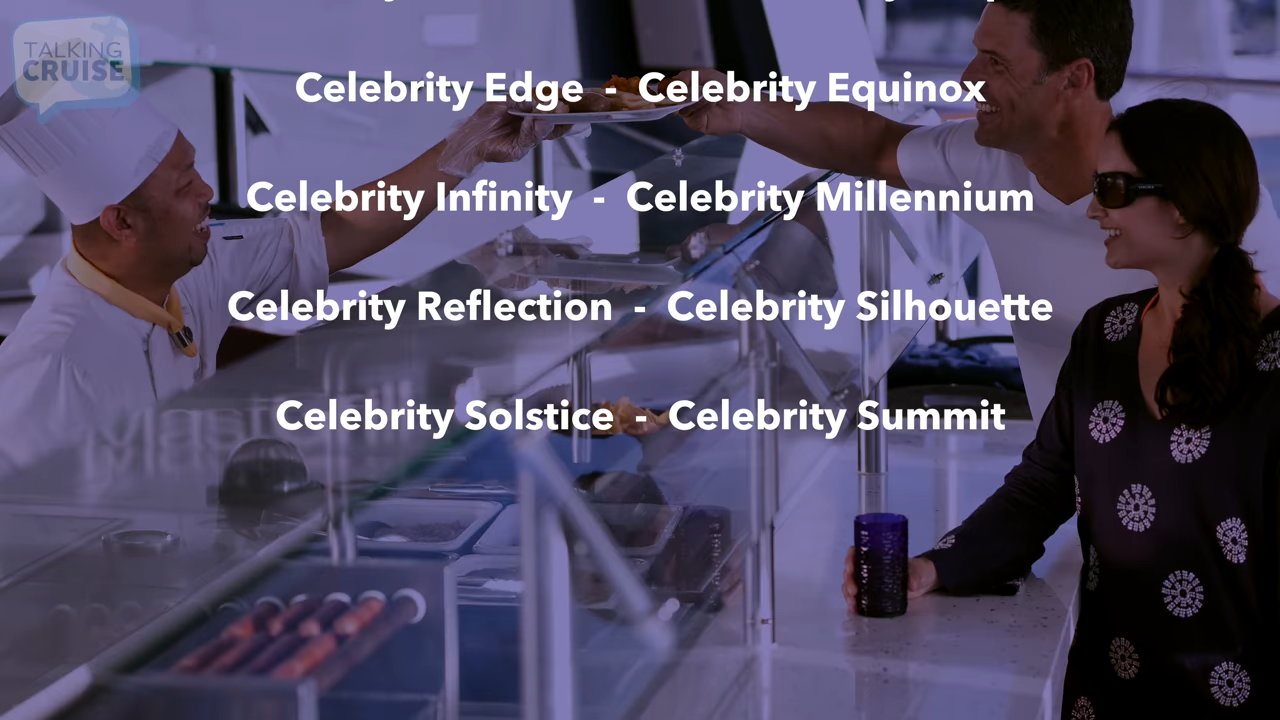 TALKING
CRUISE
Celebrity Edge - Celebrity Equinox
Celebrity Infinity - Celebrity Millennium
Celebrity Reflection - Celebrity Silhouette
Celebrity Solstice - Celebrity Summit